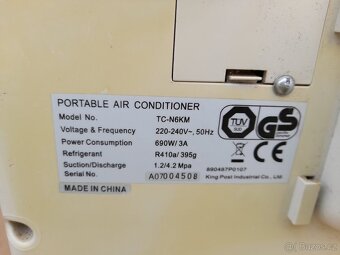 PORTABLE AIR CONDITIONER
Model No. TC-N6KM
Voltage & Frequency 220-240V~, 50Hz
Power Consumption 690W/3A
Refrigerant R410a/ 395g
Suction/Discharge 1.2/4.2 Mpa
Serial No. A07004508
MADE IN CHINA
TÜV
GS
CE
890497P0107
King Post Industrial Co., Ltd.